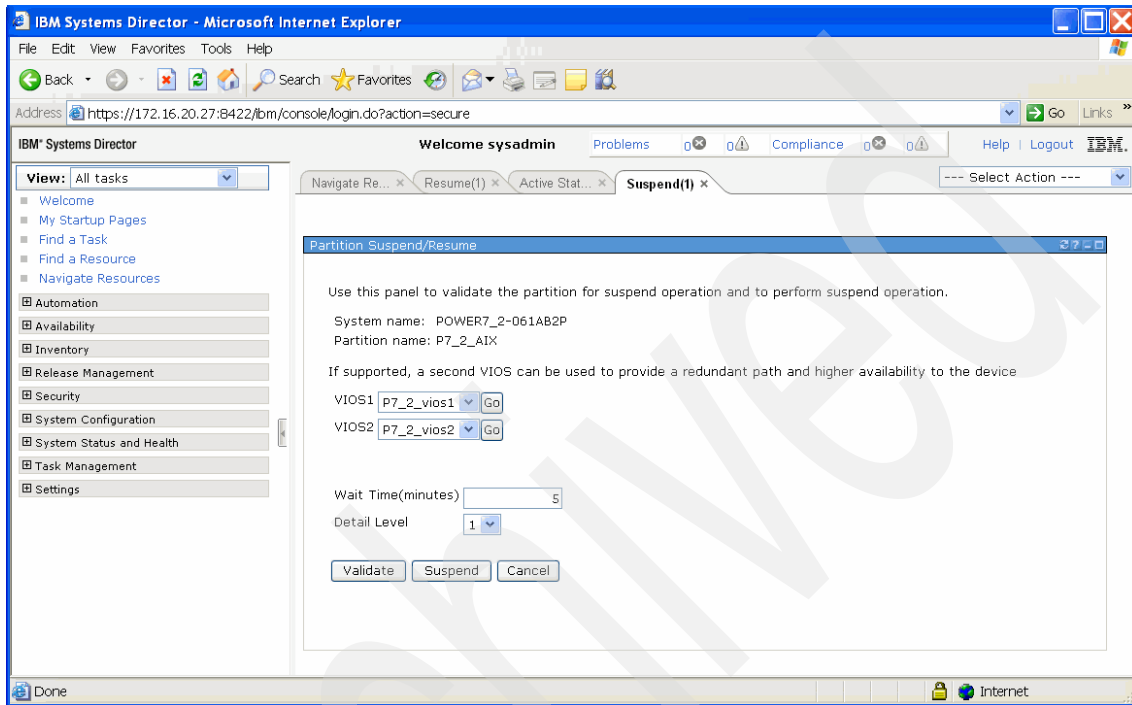 IBM Systems Director - Microsoft Internet Explorer
File Edit View Favorites Tools Help
Back Search Favorites
Address https://172.16.20.27:8422/ibm/console/login.do?action=secure Go Links »
IBM® Systems Director Welcome sysadmin Problems 0 0 Compliance 0 0 Help | Logout IBM.
View: All tasks
Navigate Re... × Resume(1) × Active Stat... × Suspend(1) × --- Select Action ---
Welcome
My Startup Pages
Find a Task
Find a Resource
Navigate Resources
Automation
Availability
Inventory
Release Management
Security
System Configuration
System Status and Health
Task Management
Settings
Partition Suspend/Resume
Use this panel to validate the partition for suspend operation and to perform suspend operation.
System name: POWER7_2-061AB2P
Partition name: P7_2_AIX
If supported, a second VIOS can be used to provide a redundant path and higher availability to the device
VIOS1 P7_2_vios1 Go
VIOS2 P7_2_vios2 Go
Wait Time(minutes) 5
Detail Level 1
Validate Suspend Cancel
Done Internet